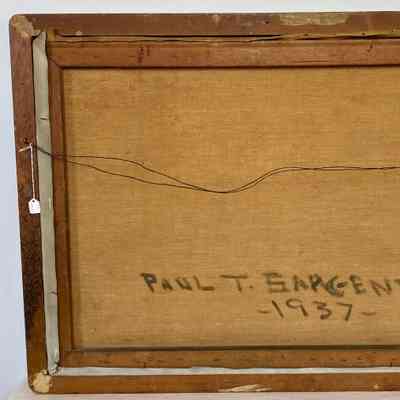 PAUL T. SARGENT
-1937-